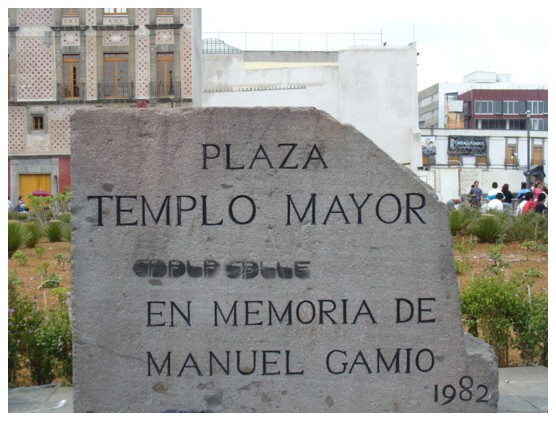 PLAZA
TEMPLO MAYOR
EN MEMORIA DE
MANUEL GAMIO
1982